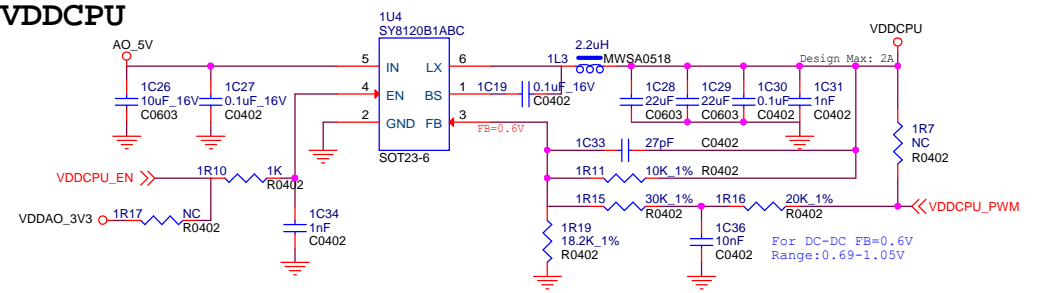 VDDCPU
AO_5V
1C26
10uF_16V
C0603
1C27
0.1uF_16V
C0402
1U4
SY8120B1ABC
5 IN LX 6
4 EN BS 1
2 GND FB 3
SOT23-6
FB=0.6V
1C19
0.1uF_16V
C0402
2.2uH
1L3
MWSA0518
VDDCPU
Design Max: 2A
1C28
22uF
C0603
1C29
22uF
C0603
1C30
0.1uF
C0402
1C31
1nF
C0402
1R7
NC
R0402
1C33 27pF C0402
1R11 10K_1% R0402
1R15 30K_1%
R0402
1R16 20K_1%
R0402
VDDCPU_PWM
VDDCPU_EN
1R10 1K
R0402
VDDAO_3V3
1R17 NC
R0402
1C34
1nF
C0402
1R19
18.2K_1%
R0402
1C36
10nF
C0402
For DC-DC FB=0.6V
Range:0.69-1.05V